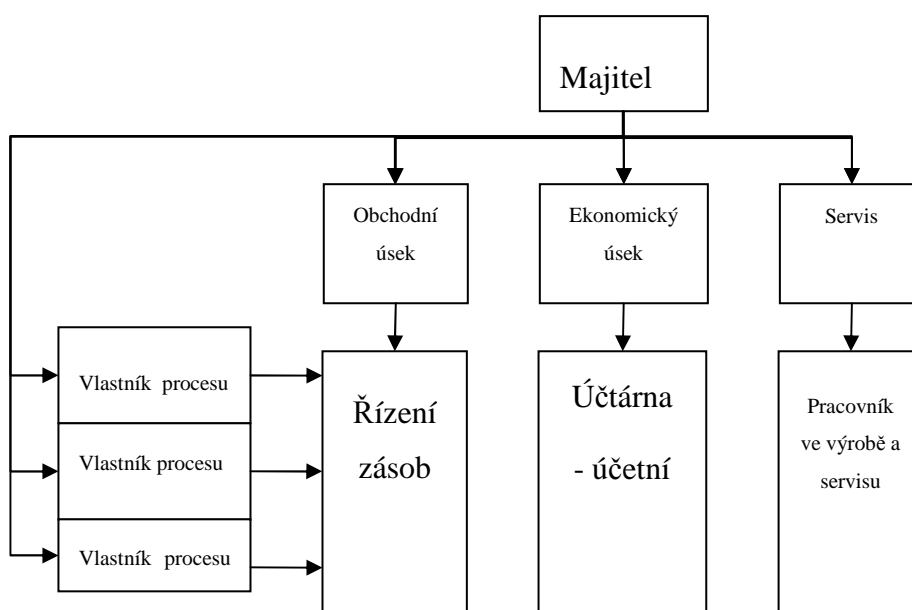 Majitel
Obchodní
úsek
Ekonomický
úsek
Servis
Vlastník procesu
Vlastník procesu
Vlastník procesu
Řízení
zásob
Účtárna
- účetní
Pracovník
ve výrobě a
servisu